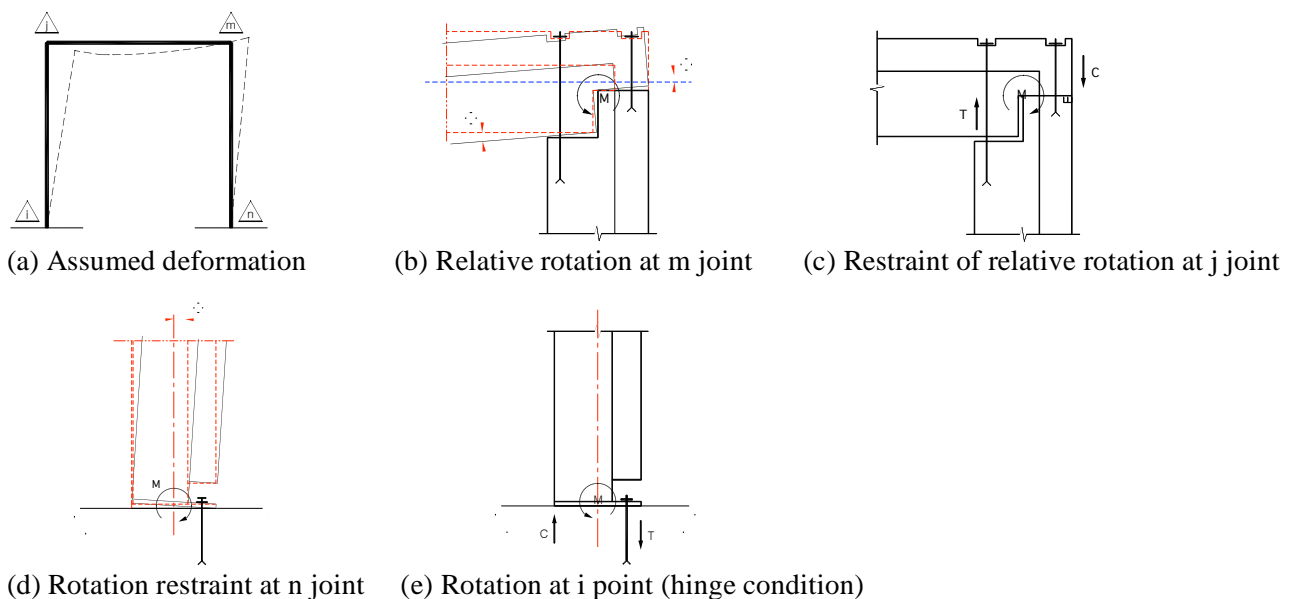 j m
i n
M
M
T
C
(a) Assumed deformation (b) Relative rotation at m joint (c) Restraint of relative rotation at j joint
M
M
C
T
(d) Rotation restraint at n joint (e) Rotation at i point (hinge condition)